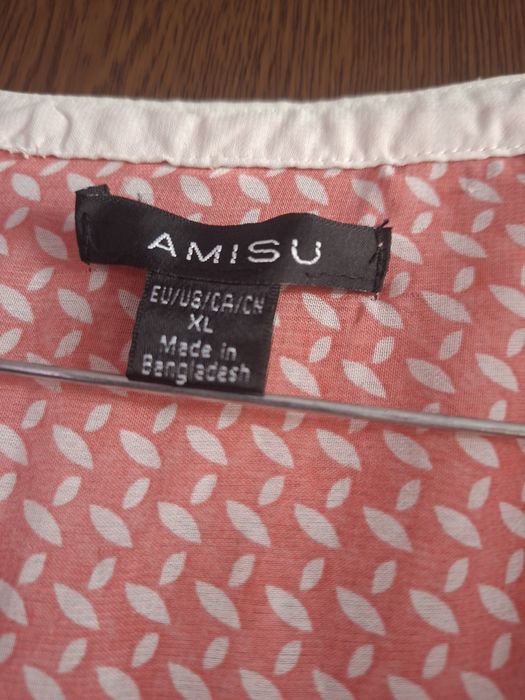 AMISU
EU/US/CA/CN
XL
Made in
Bangladesh